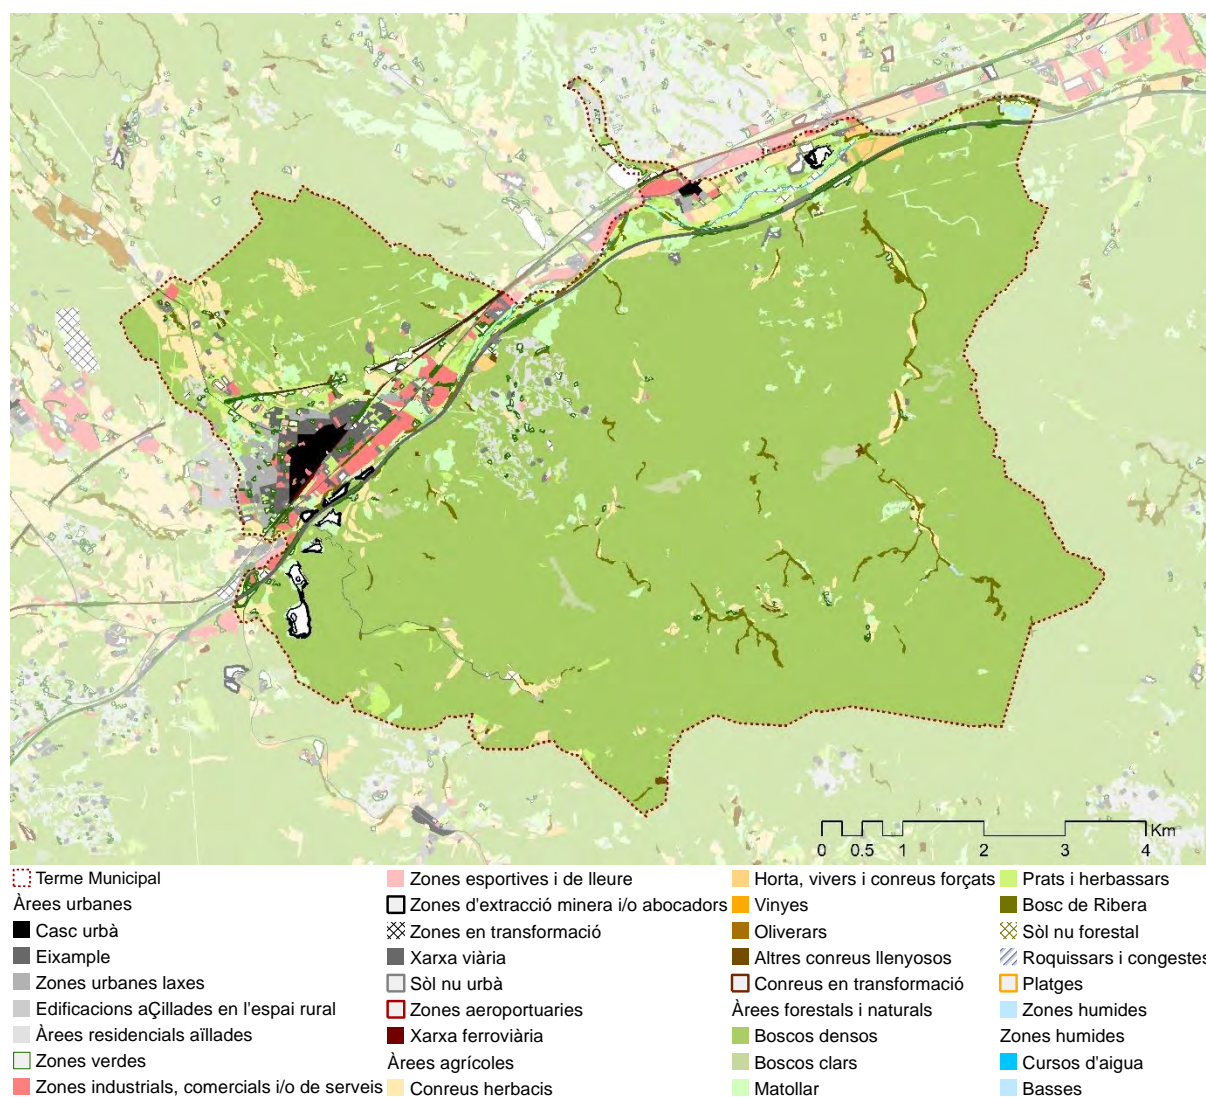 Km
0 0.5 1 2 3 4
Terme Municipal
Àrees urbanes
Casc urbà
Eixample
Zones urbanes laxes
Edificacions aÇillades en l'espai rural
Àrees residencials aïllades
Zones verdes
Zones industrials, comercials i/o de serveis
Zones esportives i de lleure
Zones d'extracció minera i/o abocadors
Zones en transformació
Xarxa viària
Sòl nu urbà
Zones aeroportuaries
Xarxa ferroviària
Àrees agrícoles
Conreus herbacis
Horta, vivers i conreus forçats
Vinyes
Oliverars
Altres conreus llenyosos
Conreus en transformació
Àrees forestals i naturals
Boscos densos
Boscos clars
Matollar
Prats i herbassars
Bosc de Ribera
Sòl nu forestal
Roquissars i congestes
Platges
Zones humides
Zones humides
Cursos d'aigua
Basses